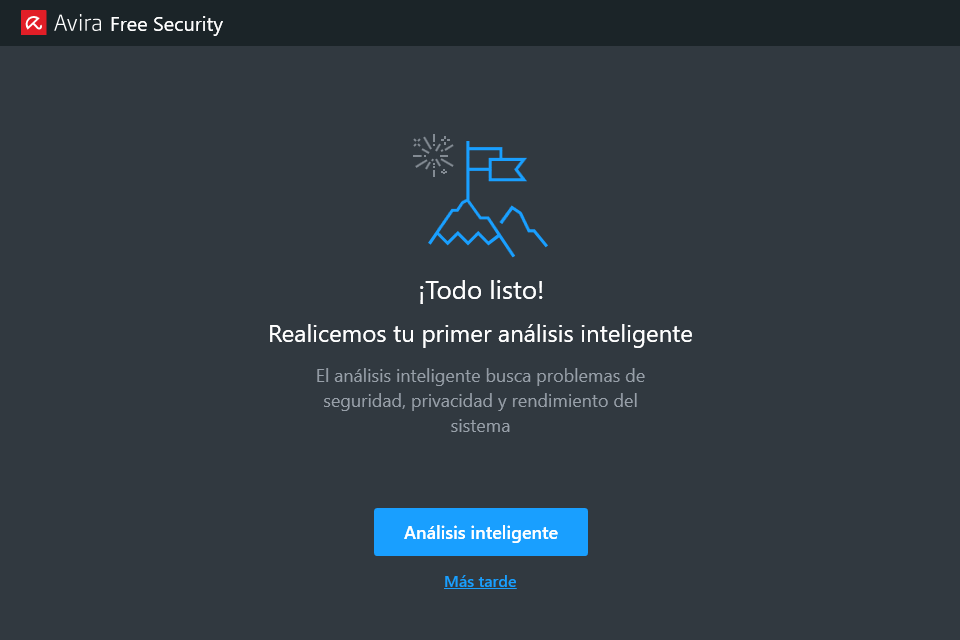 Avira Free Security
¡Todo listo!
Realicemos tu primer análisis inteligente
El análisis inteligente busca problemas de
seguridad, privacidad y rendimiento del
sistema
Análisis inteligente
Más tarde